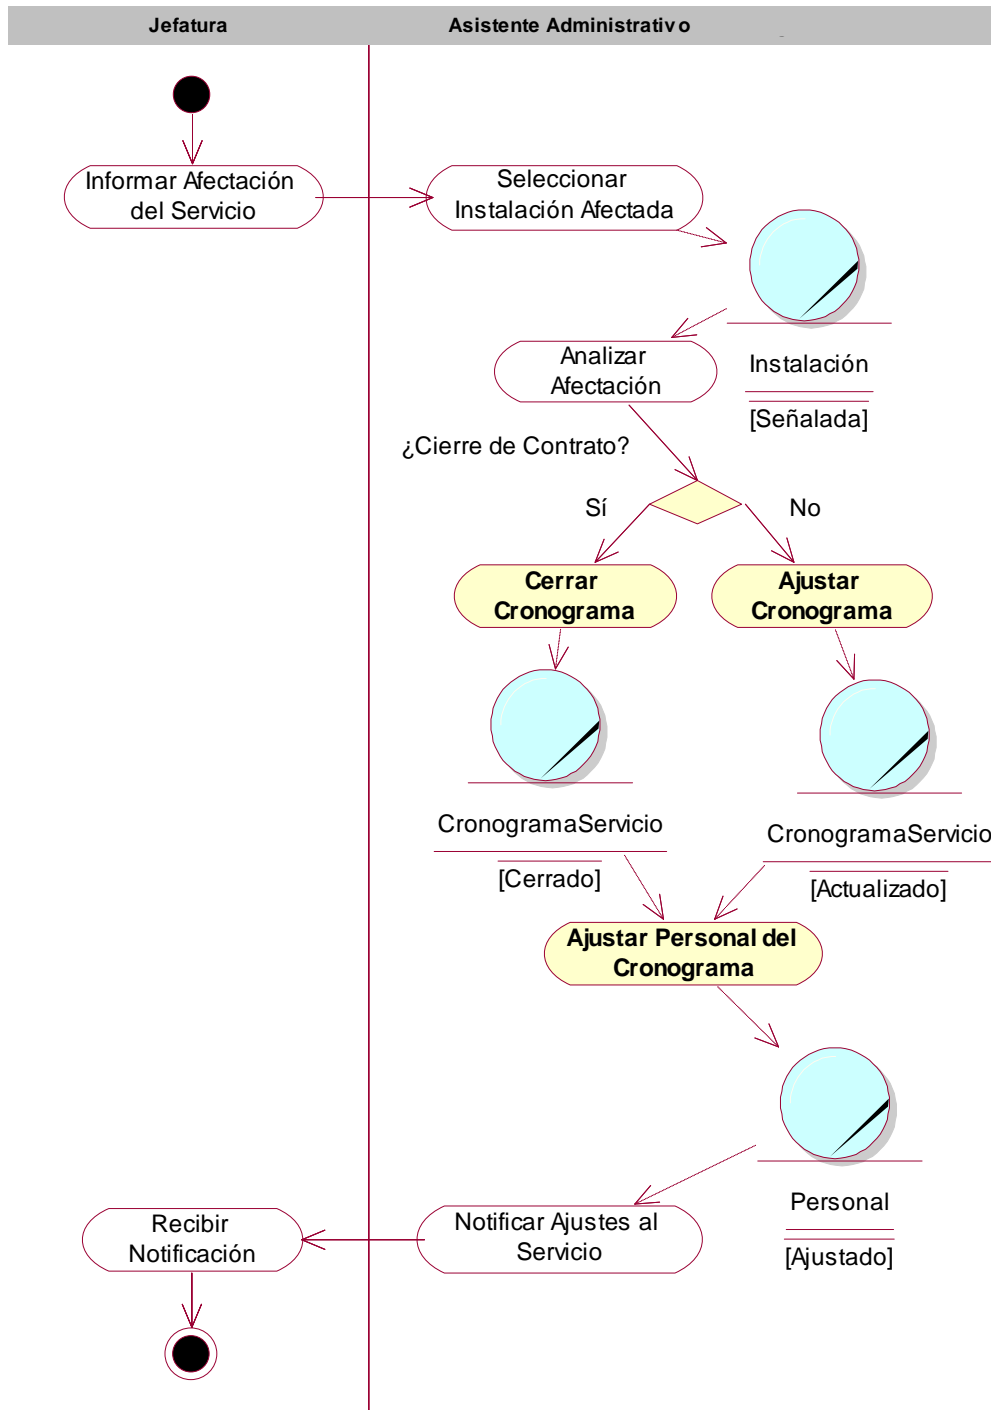 Jefatura
Asistente Administrativo
Informar Afectación
del Servicio
Seleccionar
Instalación Afectada
Instalación
[Señalada]
Analizar
Afectación
¿Cierre de Contrato?
Sí
No
Cerrar
Cronograma
Ajustar
Cronograma
CronogramaServicio
[Cerrado]
CronogramaServicio
[Actualizado]
Ajustar Personal del
Cronograma
Personal
[Ajustado]
Notificar Ajustes al
Servicio
Recibir
Notificación